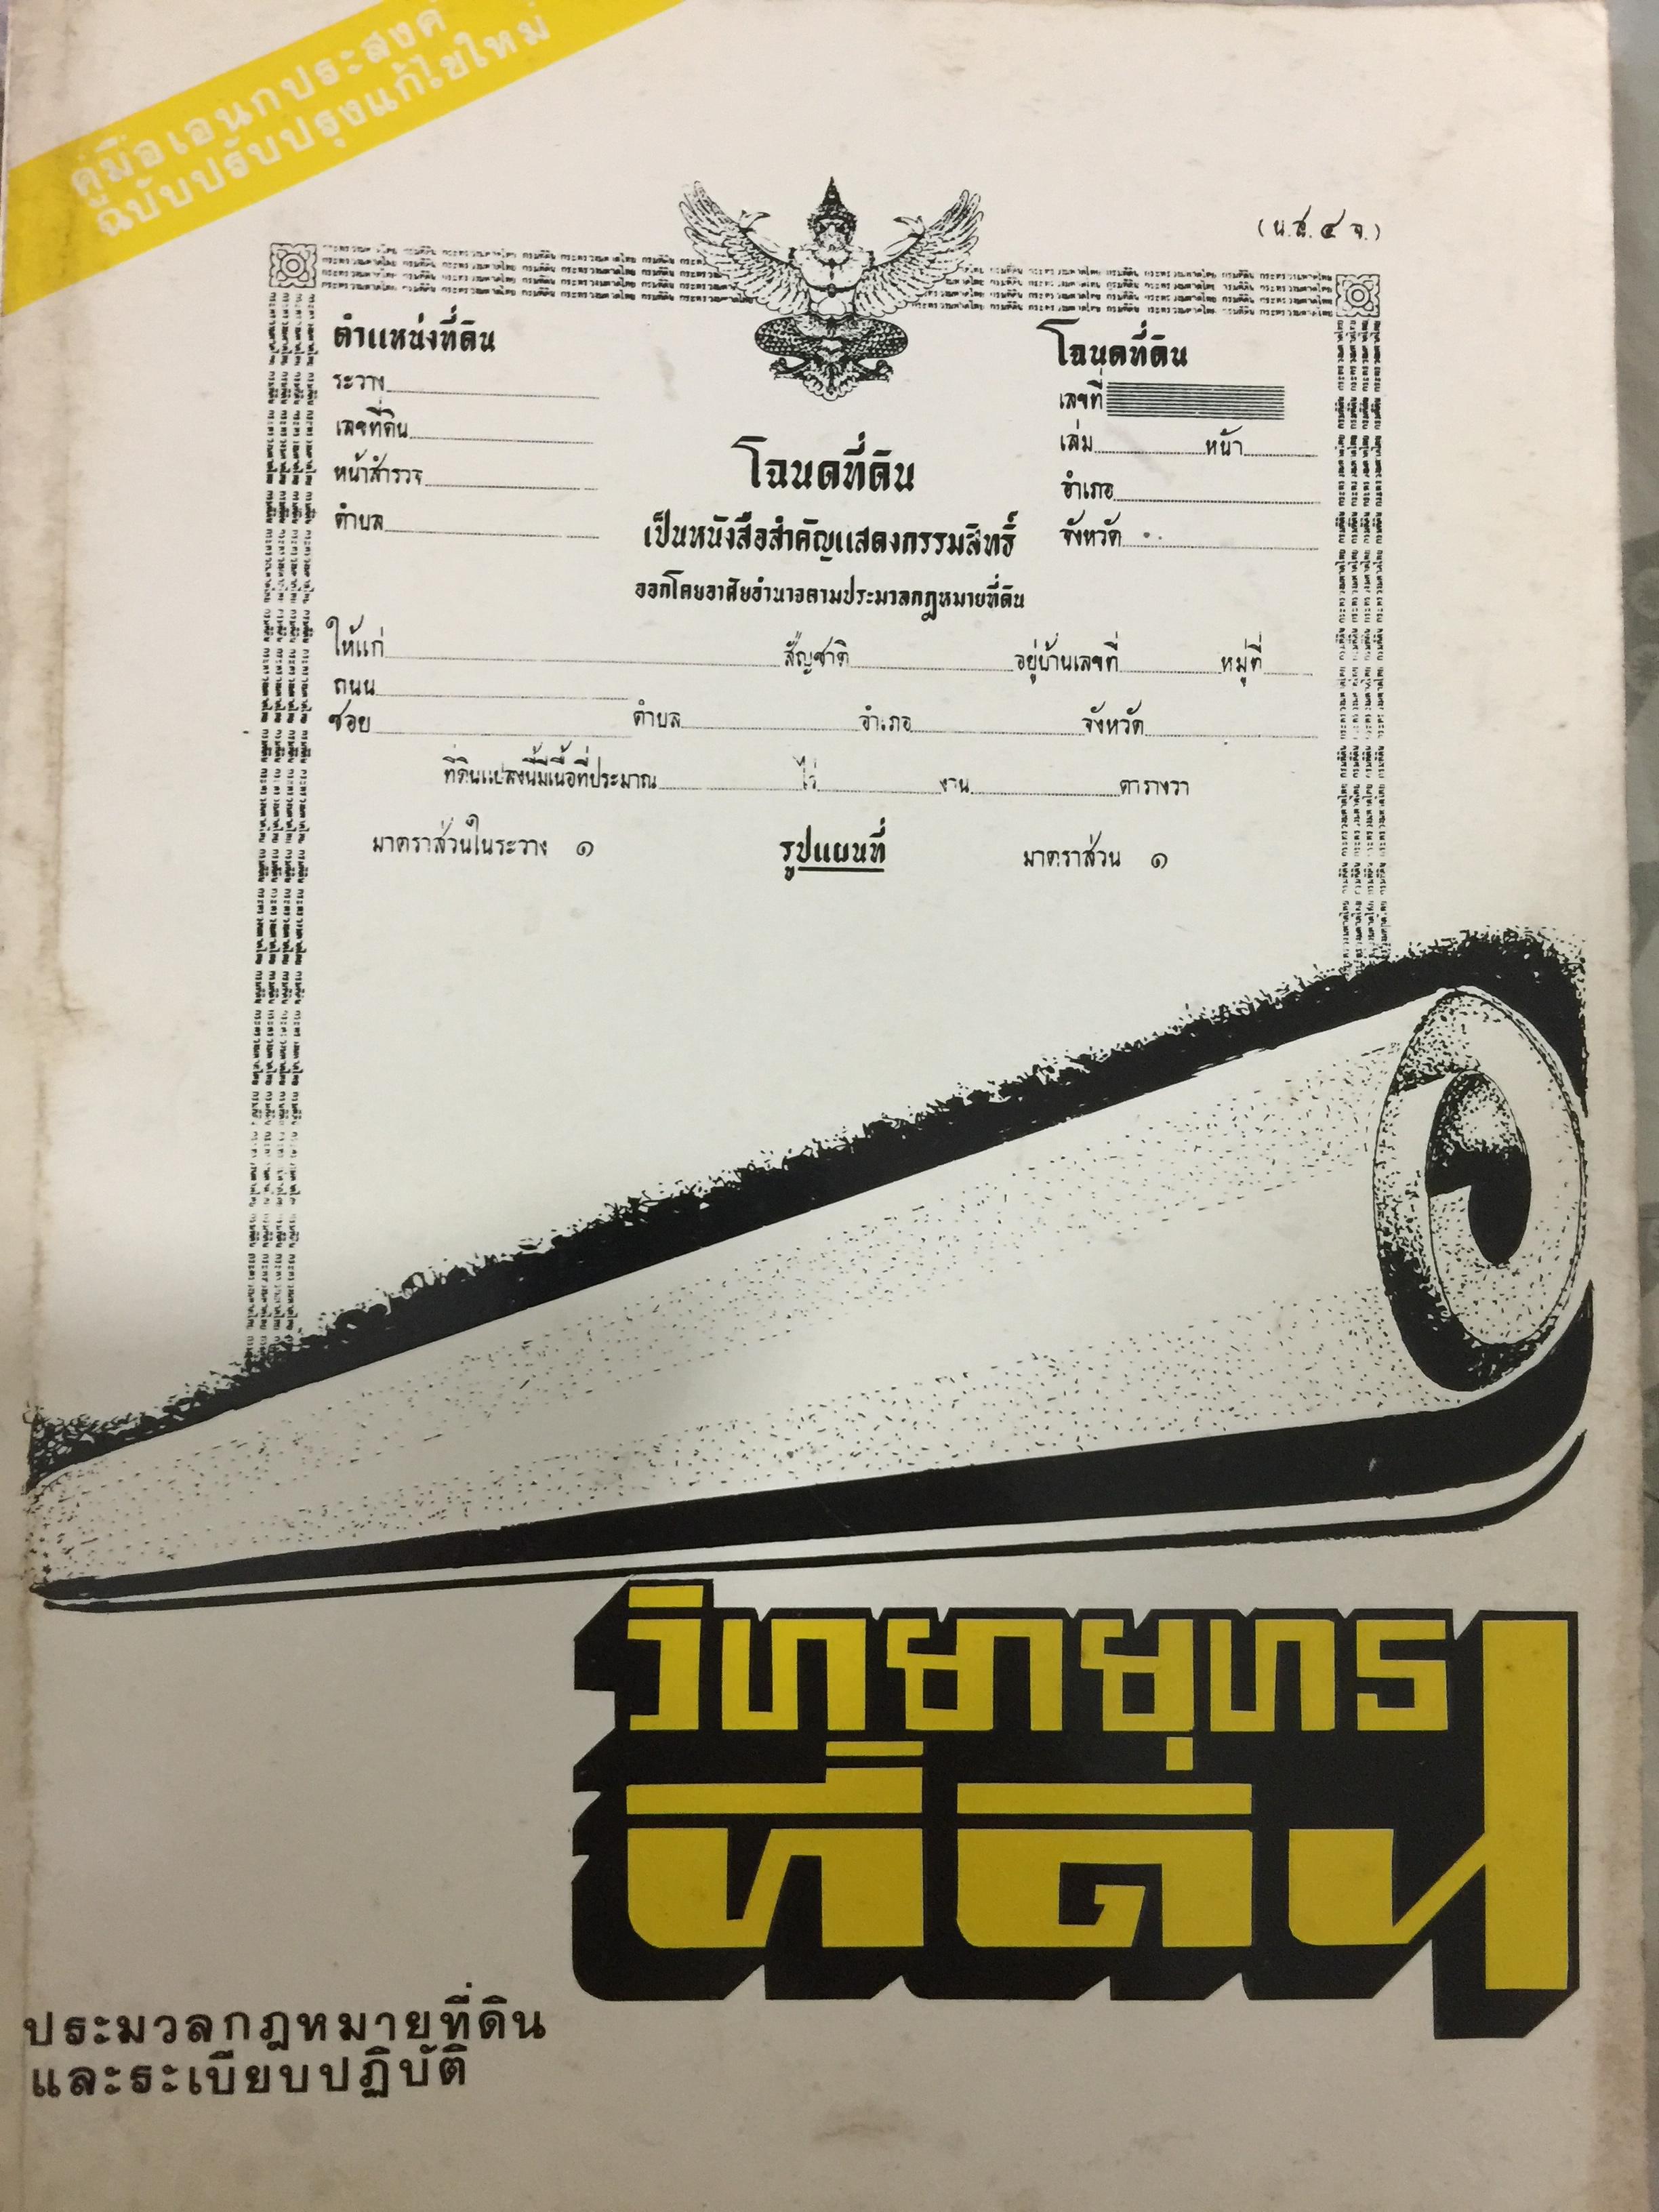 คู่มือเอนกประสงค์
ฉบับปรับปรุงแก้ไขใหม่
(น.ส.๔ จ.)
ตำแหน่งที่ดิน
ระวาง
เลขที่ดิน
หน้าสำรวจ
ตำบล
โฉนดที่ดิน
เลขที่
เล่ม หน้า
อำเภอ
จังหวัด
โฉนดที่ดิน
เป็นหนังสือสำคัญแสดงกรรมสิทธิ์
ออกโดยอาศัยอำนาจตามประมวลกฎหมายที่ดิน
ให้แก่ สัญชาติ อยู่บ้านเลขที่ หมู่ที่
ถนน
ซอย ตำบล อำเภอ จังหวัด
ที่ดินแปลงนี้มีเนื้อที่ประมาณ ไร่ งาน ตารางวา
มาตราส่วนในระวาง ๑ รูปแผนที่ มาตราส่วน ๑
วิทยายุทธ
ที่ดิน
ประมวลกฎหมายที่ดิน
และระเบียบปฏิบัติ